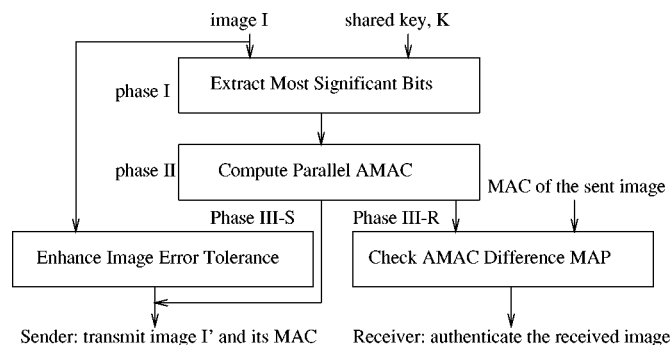 image I
shared key, K
phase I
Extract Most Significant Bits
phase II
Compute Parallel AMAC
MAC of the sent image
Phase III-S
Phase III-R
Enhance Image Error Tolerance
Check AMAC Difference MAP
Sender: transmit image I' and its MAC
Receiver: authenticate the received image